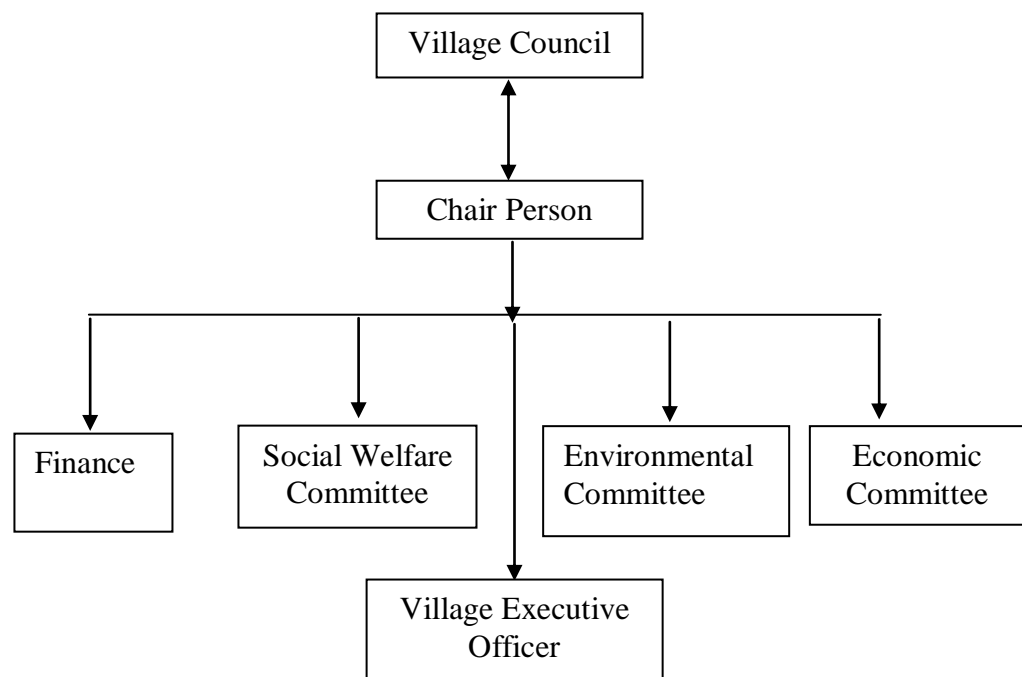 Village Council
Chair Person
Finance
Social Welfare
Committee
Environmental
Committee
Economic
Committee
Village Executive
Officer